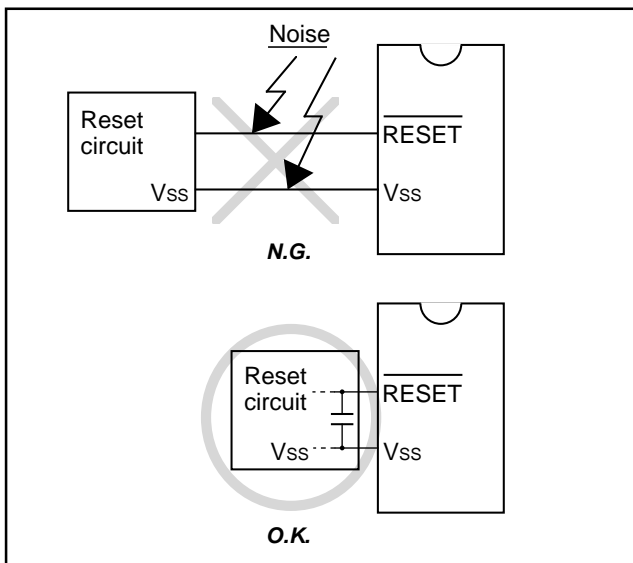 Noise
Reset
circuit
RESET
VSS
VSS
N.G.
Reset
circuit
RESET
VSS
VSS
O.K.